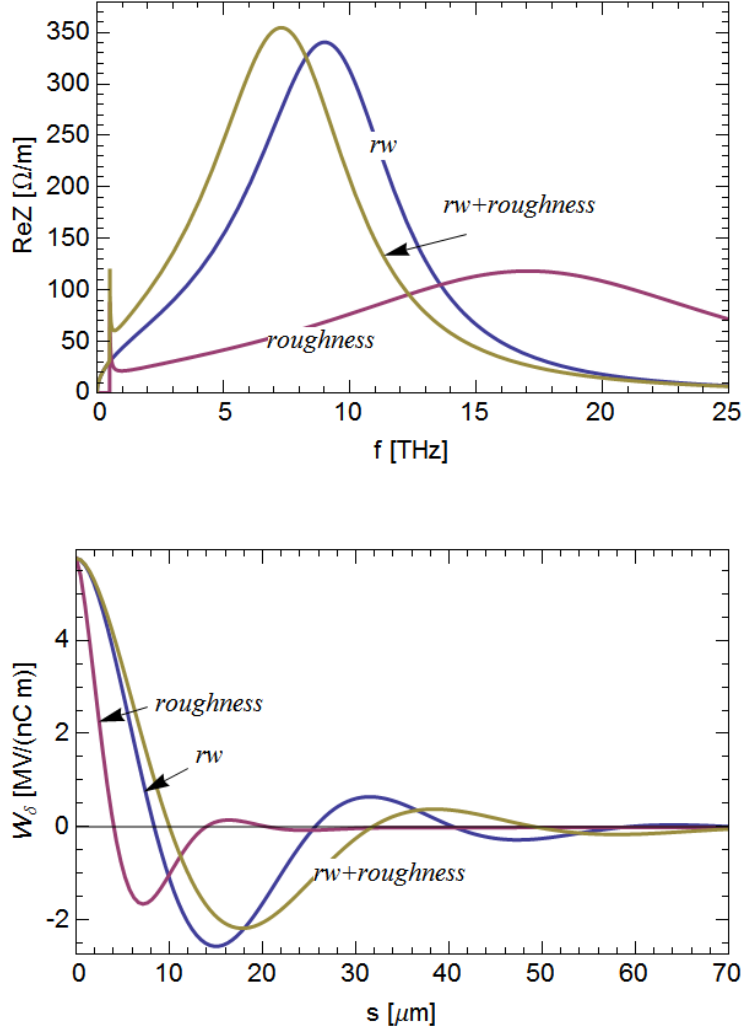 350
300
250
200
150
100
50
0
ReZ [Ω/m]
rw
rw+roughness
roughness
0 5 10 15 20 25
f [THz]
4
2
0
-2
W_δ [MV/(nC m)]
roughness
rw
rw+roughness
0 10 20 30 40 50 60 70
s [μm]